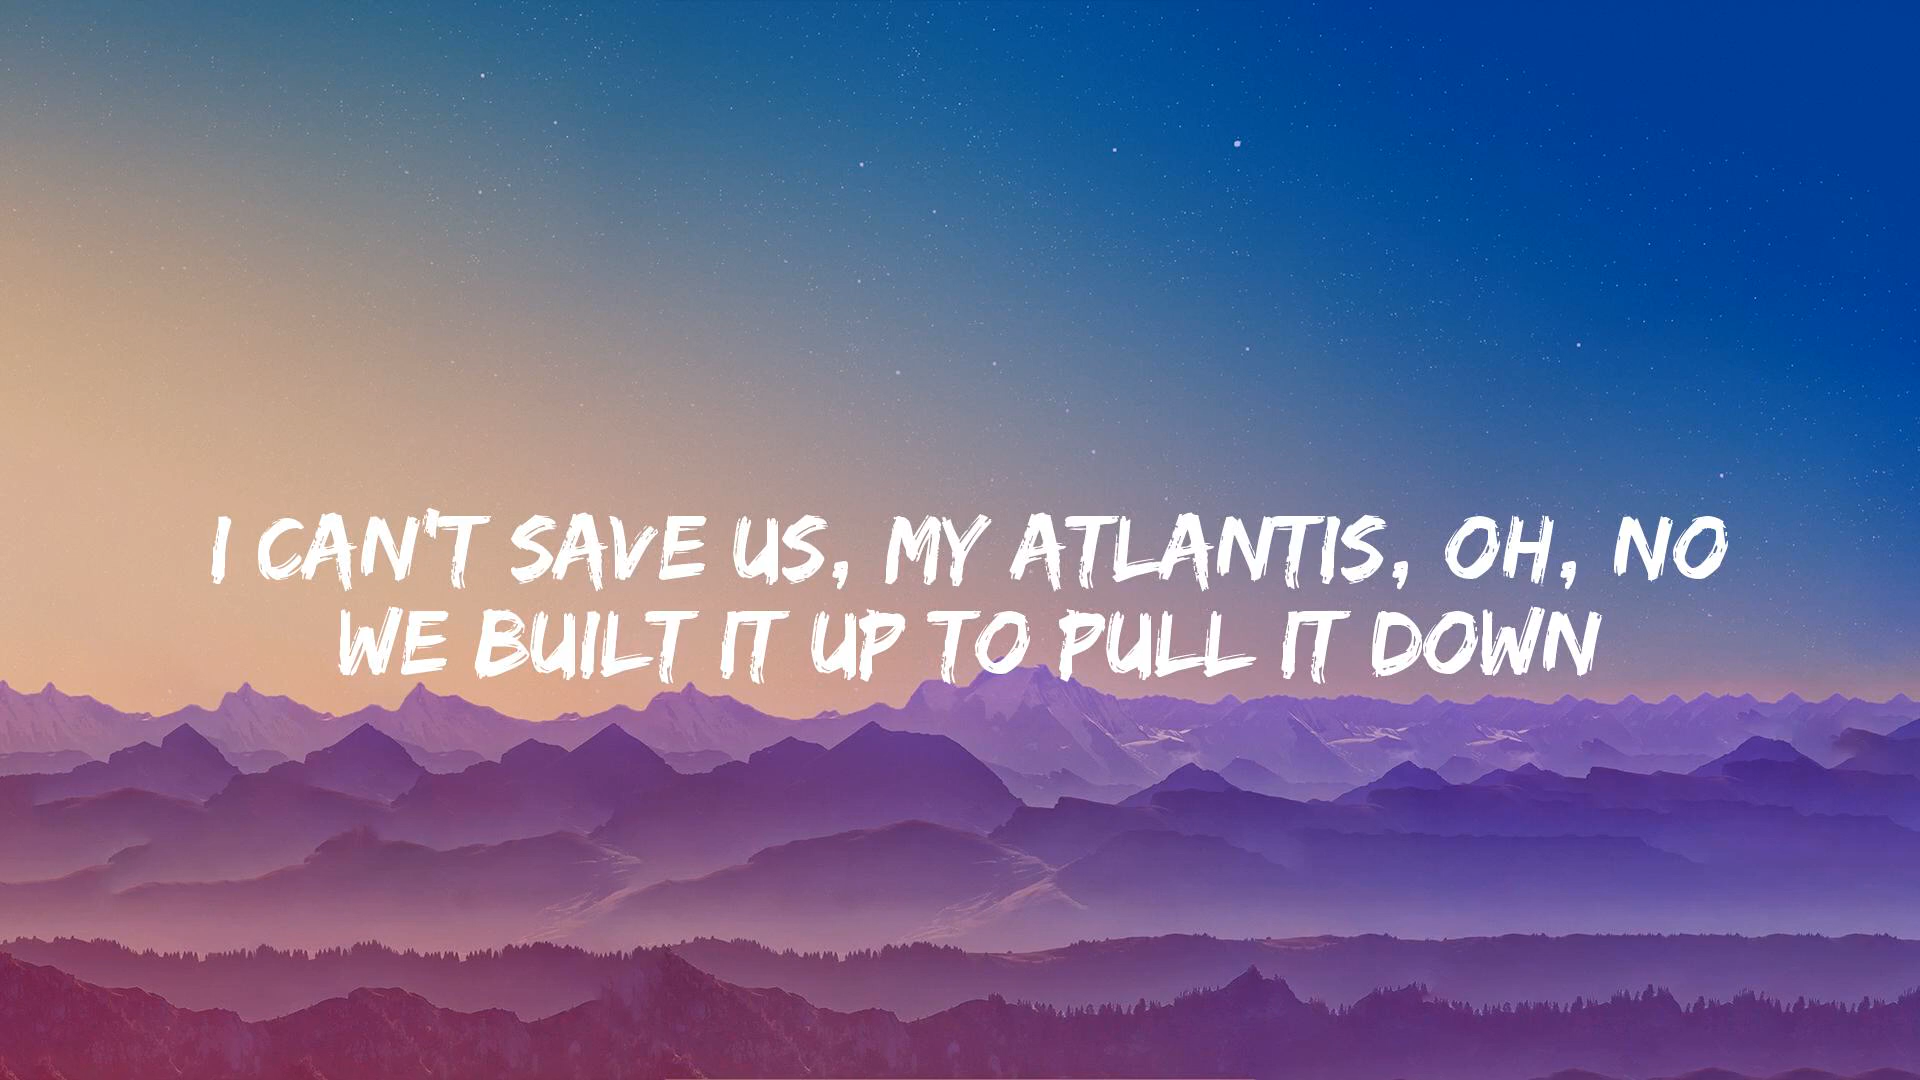 I CAN'T SAVE US, MY ATLANTIS, OH, NO
WE BUILT IT UP TO PULL IT DOWN